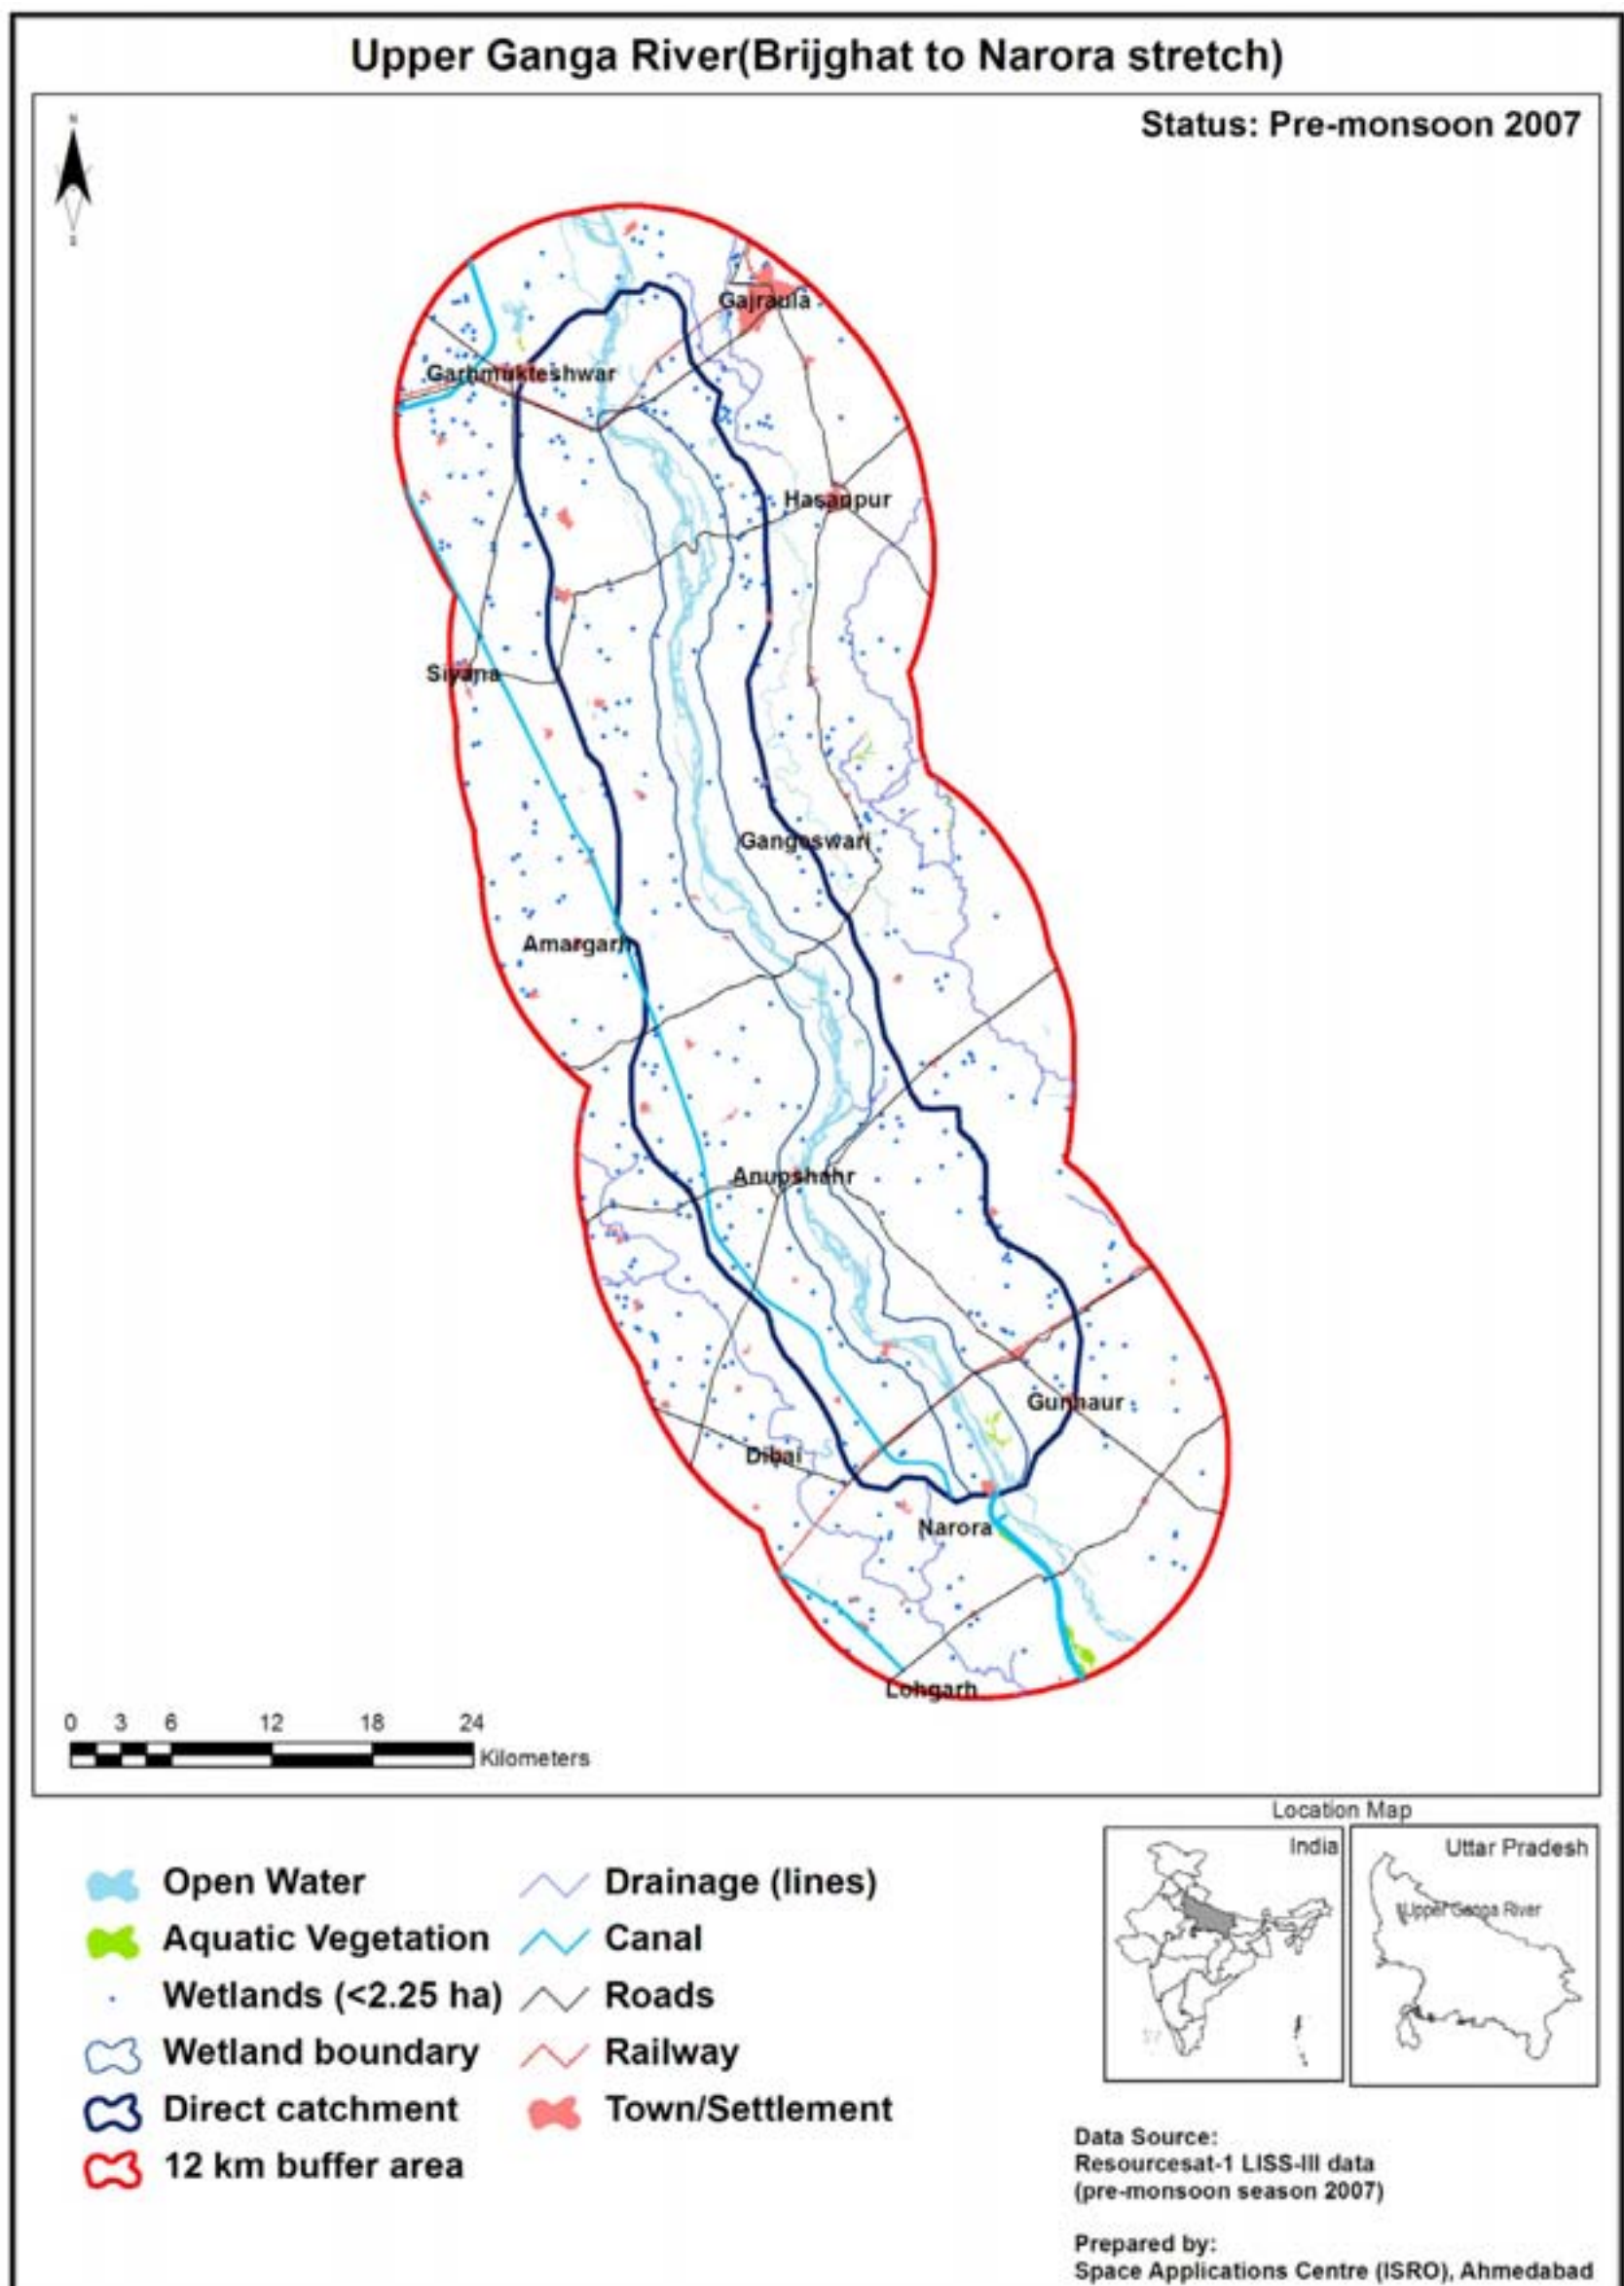 Upper Ganga River(Brijghat to Narora stretch)
Status: Pre-monsoon 2007
N
S
Gajraula
Garhmukteshwar
Hasanpur
Siyana
Gangeswari
Amargarh
Anupshahr
Gunnaur
Dibai
Narora
Lohgarh
0 3 6 12 18 24
Kilometers
Location Map
India
Uttar Pradesh
Upper Ganga River
Open Water
Aquatic Vegetation
Wetlands (<2.25 ha)
Wetland boundary
Direct catchment
12 km buffer area
Drainage (lines)
Canal
Roads
Railway
Town/Settlement
Data Source:
Resourcesat-1 LISS-III data
(pre-monsoon season 2007)
Prepared by:
Space Applications Centre (ISRO), Ahmedabad